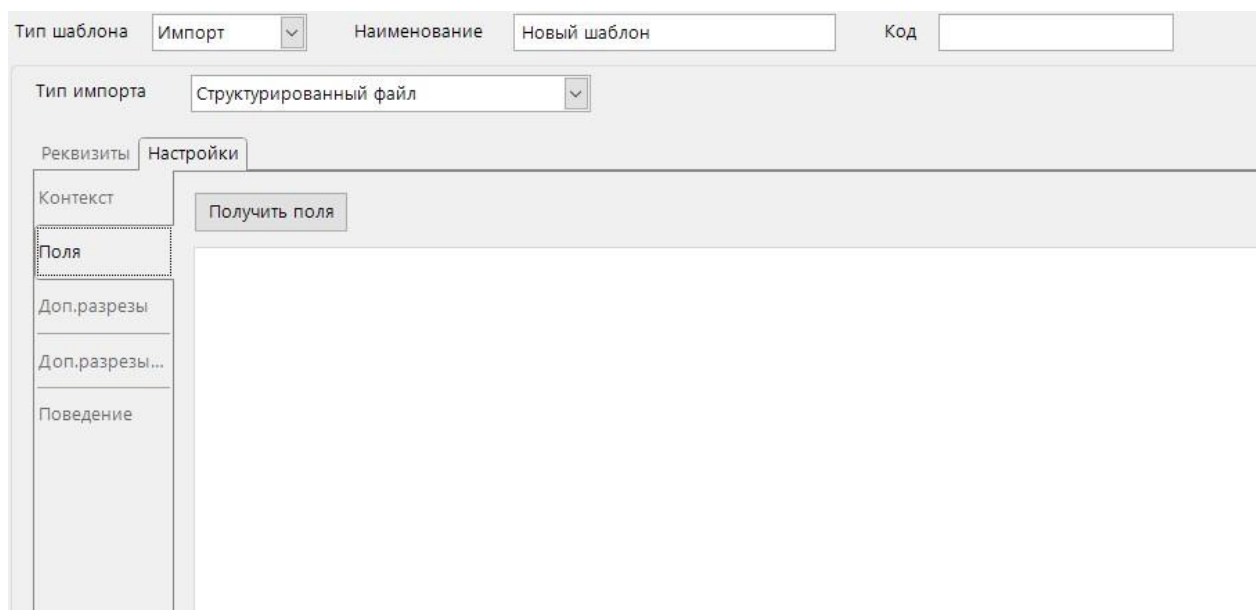 Тип шаблона Импорт Наименование Новый шаблон Код
Тип импорта Структурированный файл
Реквизиты Настройки
Контекст
Получить поля
Поля
Доп.разрезы
Доп.разрезы...
Поведение